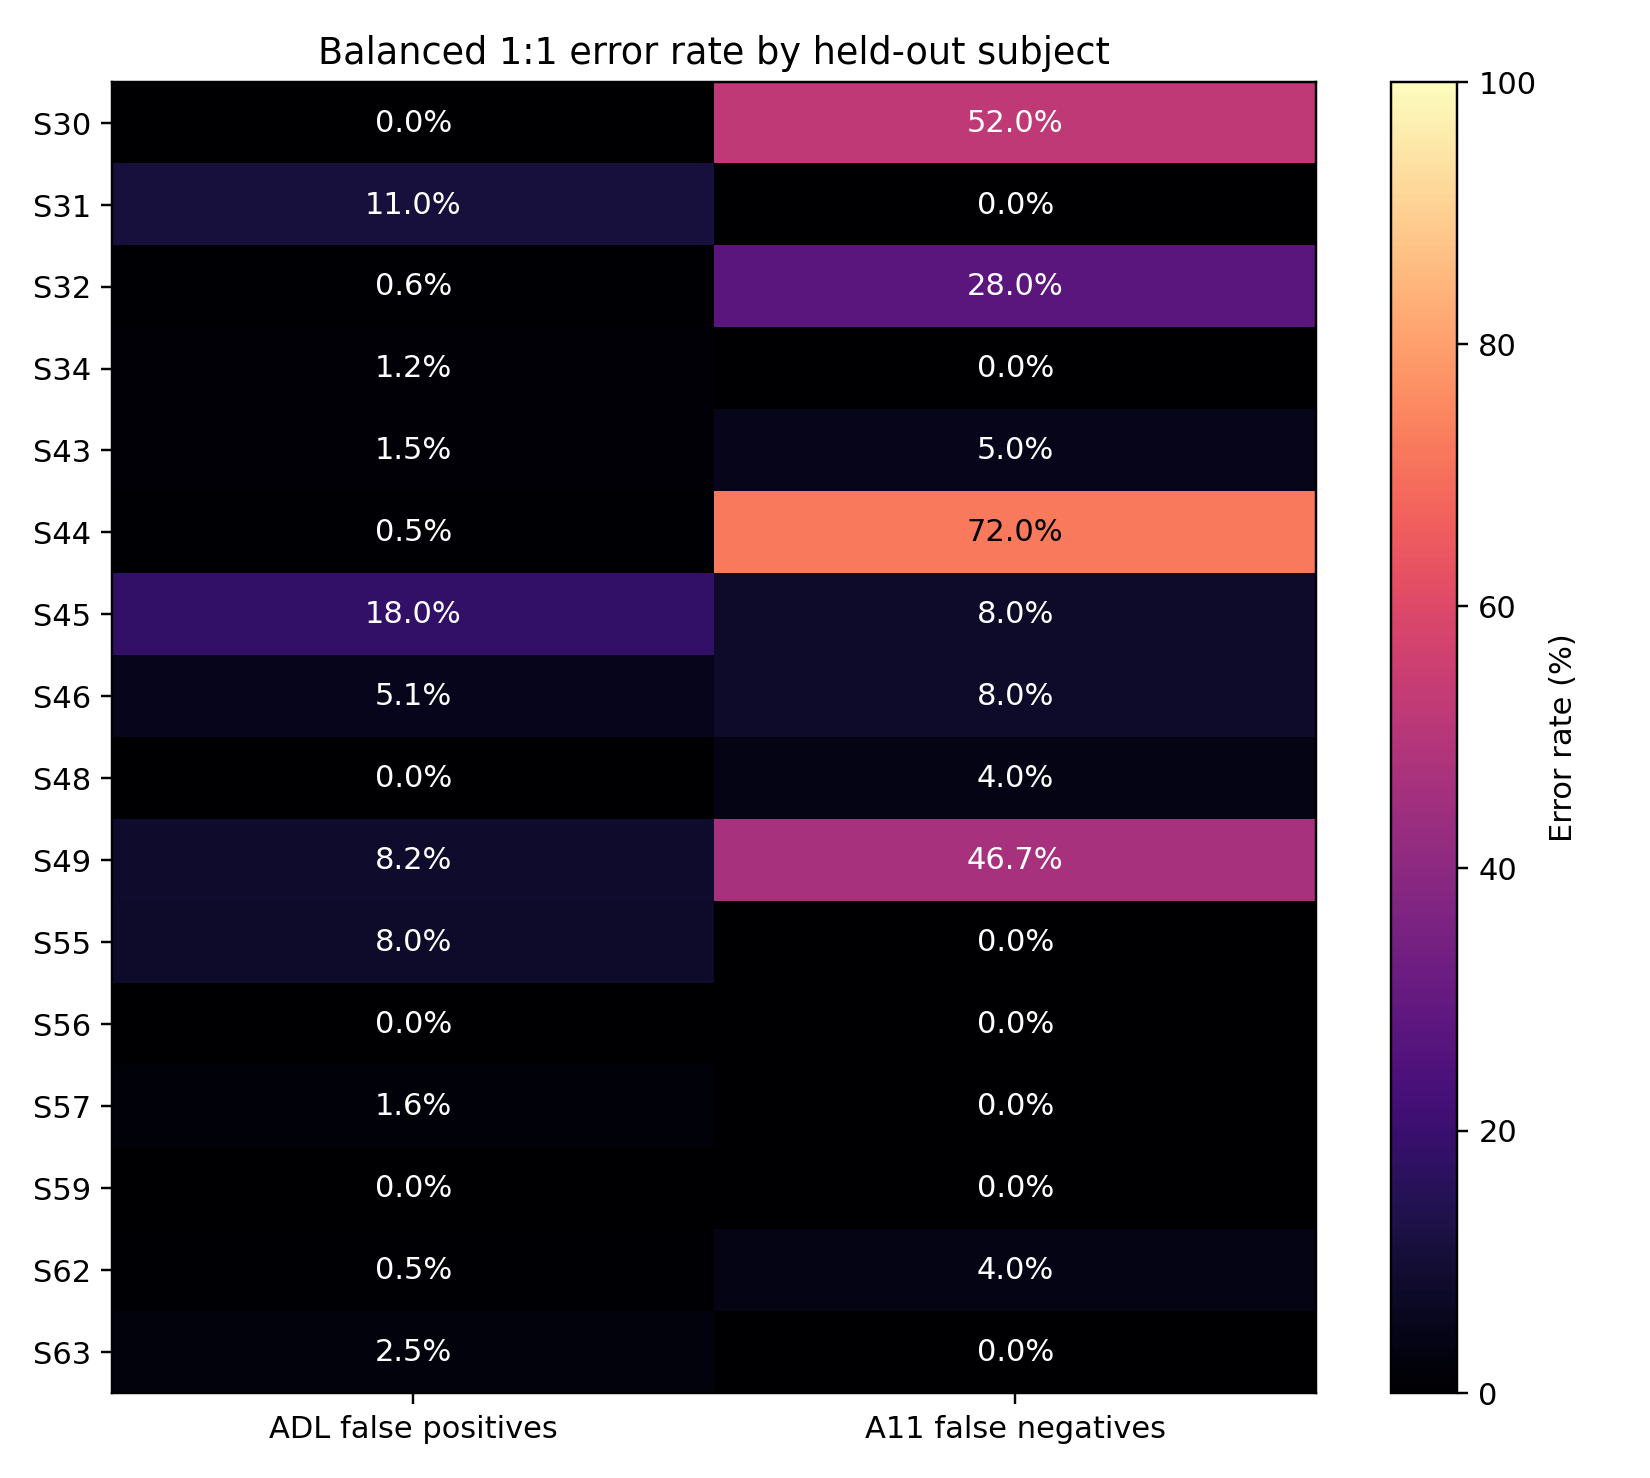 Balanced 1:1 error rate by held-out subject
S30 0.0% 52.0%
S31 11.0% 0.0%
S32 0.6% 28.0%
S34 1.2% 0.0%
S43 1.5% 5.0%
S44 0.5% 72.0%
S45 18.0% 8.0%
S46 5.1% 8.0%
S48 0.0% 4.0%
S49 8.2% 46.7%
S55 8.0% 0.0%
S56 0.0% 0.0%
S57 1.6% 0.0%
S59 0.0% 0.0%
S62 0.5% 4.0%
S63 2.5% 0.0%
ADL false positives A11 false negatives
100
80
60
40
20
0
Error rate (%)